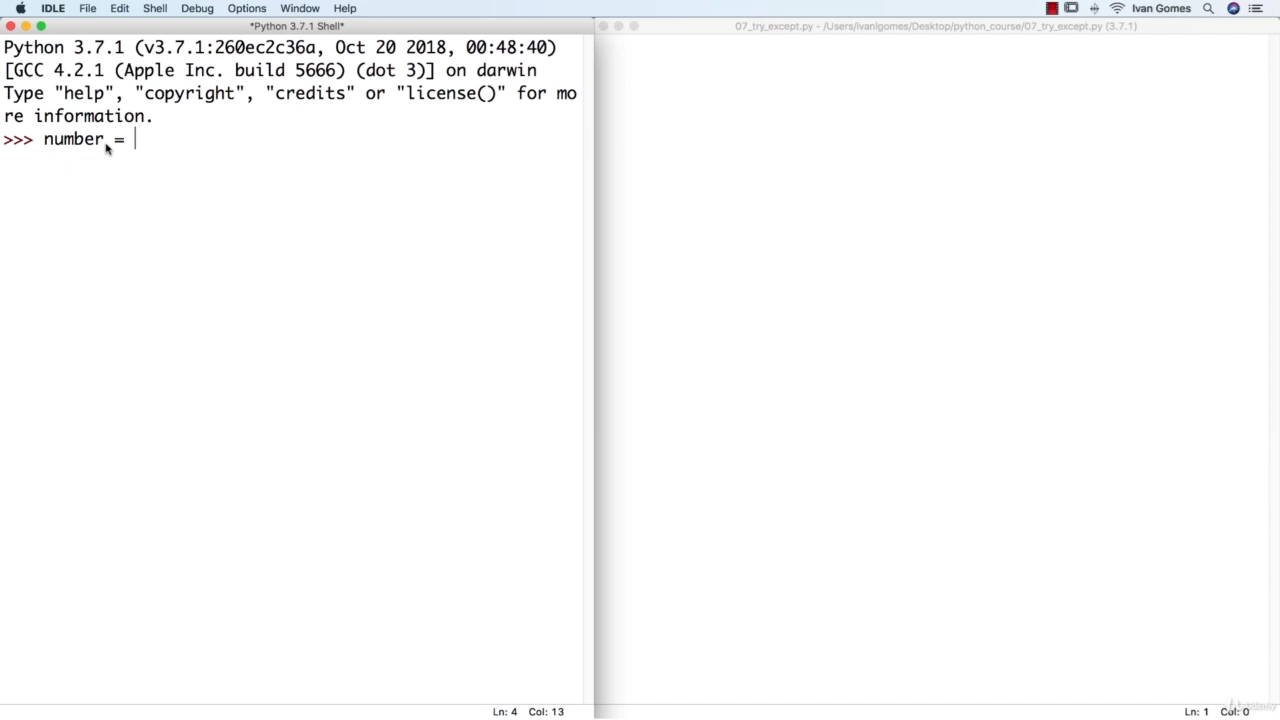 IDLE File Edit Shell Debug Options Window Help Ivan Gomes
*Python 3.7.1 Shell*
Python 3.7.1 (v3.7.1:260ec2c36a, Oct 20 2018, 00:48:40)
[GCC 4.2.1 (Apple Inc. build 5666) (dot 3)] on darwin
Type "help", "copyright", "credits" or "license()" for mo
re information.
>>> number =
Ln: 4 Col: 13
07_try_except.py - /Users/ivanlgomes/Desktop/python_course/07_try_except.py (3.7.1)
Ln: 1 Col: 0
Udemy